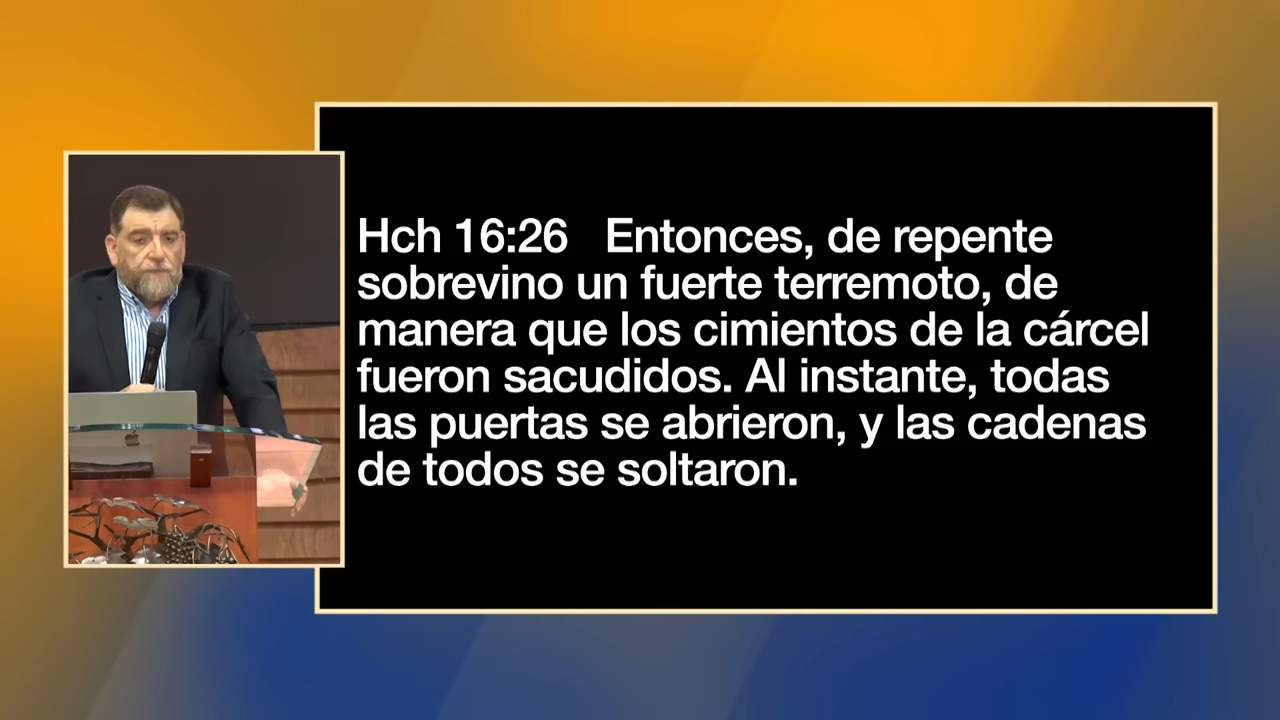 Hch 16:26 Entonces, de repente
sobrevino un fuerte terremoto, de
manera que los cimientos de la cárcel
fueron sacudidos. Al instante, todas
las puertas se abrieron, y las cadenas
de todos se soltaron.